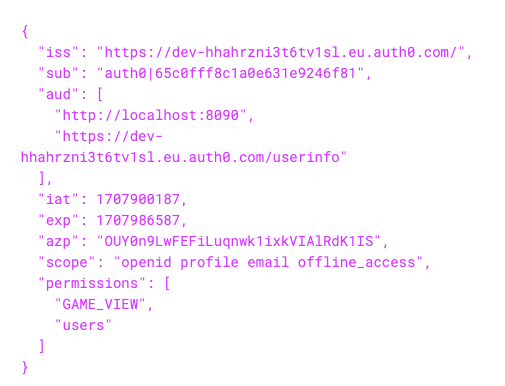 {
  "iss": "https://dev-hhahrzni3t6tv1sl.eu.auth0.com/",
  "sub": "auth0|65c0fff8c1a0e631e9246f81",
  "aud": [
    "http://localhost:8090",
    "https://dev-
hhahrzni3t6tv1sl.eu.auth0.com/userinfo"
  ],
  "iat": 1707900187,
  "exp": 1707986587,
  "azp": "OUY0n9LwFEFiLuqnwk1ixkVIAlRdK1IS",
  "scope": "openid profile email offline_access",
  "permissions": [
    "GAME_VIEW",
    "users"
  ]
}